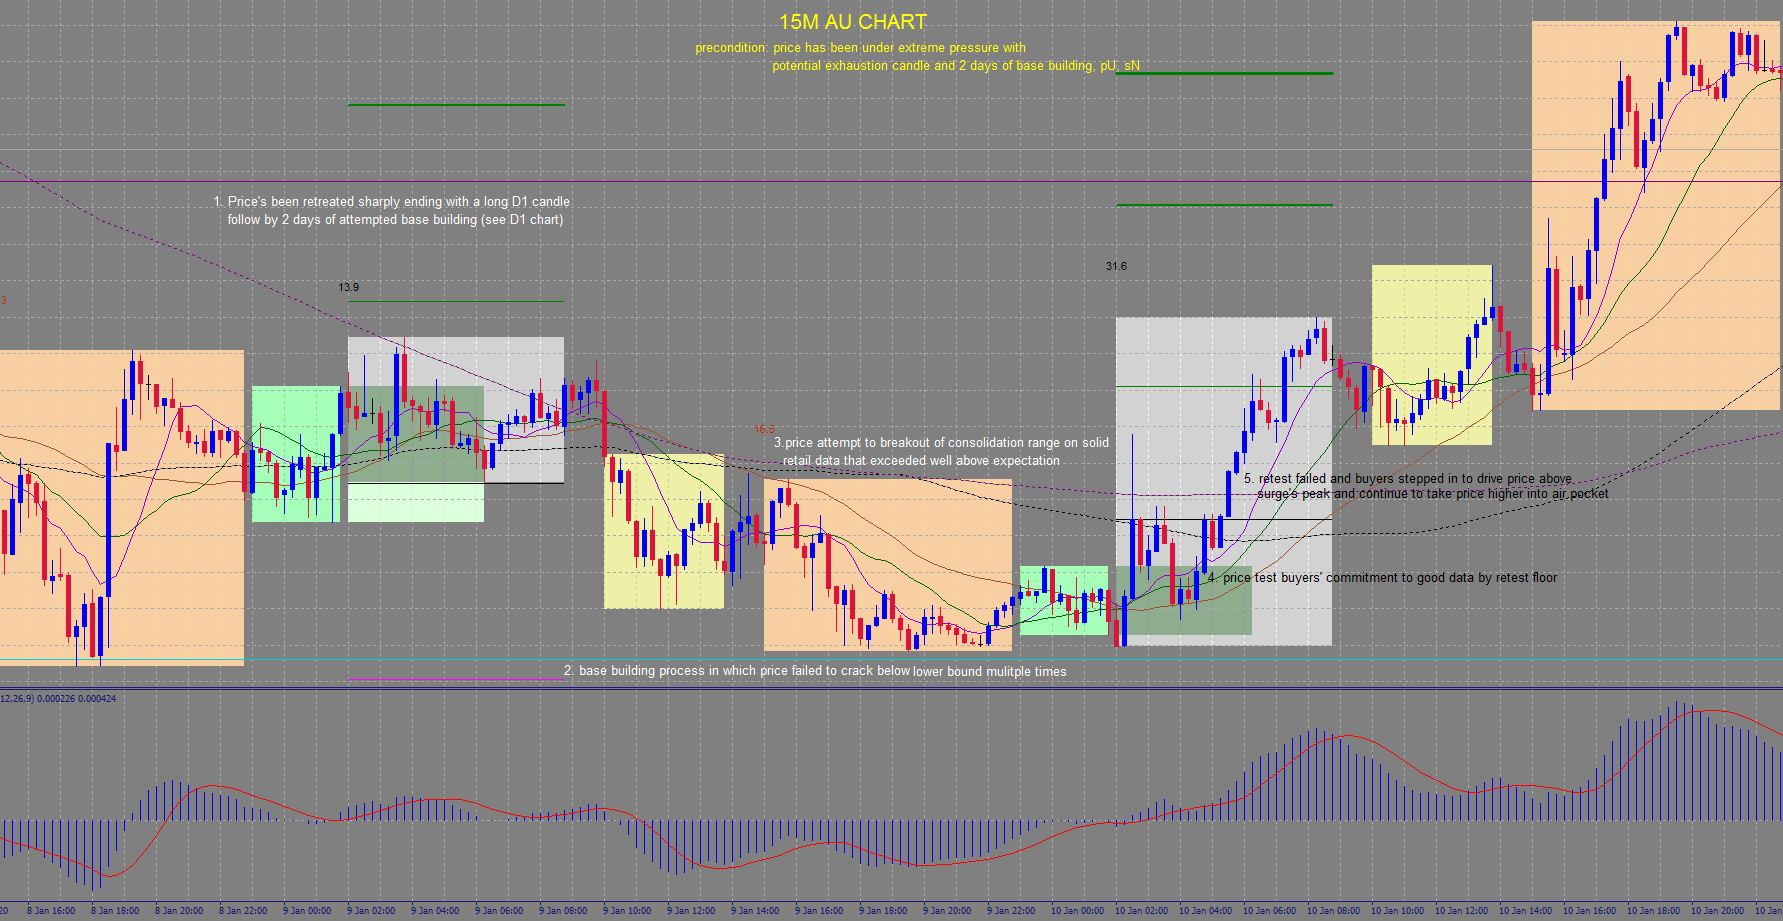 15M AU CHART
precondition: price has been under extreme pressure with
potential exhaustion candle and 2 days of base building, pU, sN
1. Price's been retreated sharply ending with a long D1 candle
follow by 2 days of attempted base building (see D1 chart)
31.6
13.9
3
16.5
3.price attempt to breakout of consolidation range on solid
retail data that exceeded well above expectation
5. retest failed and buyers stepped in to drive price above
surge's peak and continue to take price higher into air pocket
4. price test buyers' commitment to good data by retest floor
2. base building process in which price failed to crack below lower bound mulitple times
12,26,9) 0.000226 0.000424
20 8 Jan 16:00 8 Jan 18:00 8 Jan 20:00 8 Jan 22:00 9 Jan 00:00 9 Jan 02:00 9 Jan 04:00 9 Jan 06:00 9 Jan 08:00 9 Jan 10:00 9 Jan 12:00 9 Jan 14:00 9 Jan 16:00 9 Jan 18:00 9 Jan 20:00 9 Jan 22:00 10 Jan 00:00 10 Jan 02:00 10 Jan 04:00 10 Jan 06:00 10 Jan 08:00 10 Jan 10:00 10 Jan 12:00 10 Jan 14:00 10 Jan 16:00 10 Jan 18:00 10 Jan 20:00 10 Jan